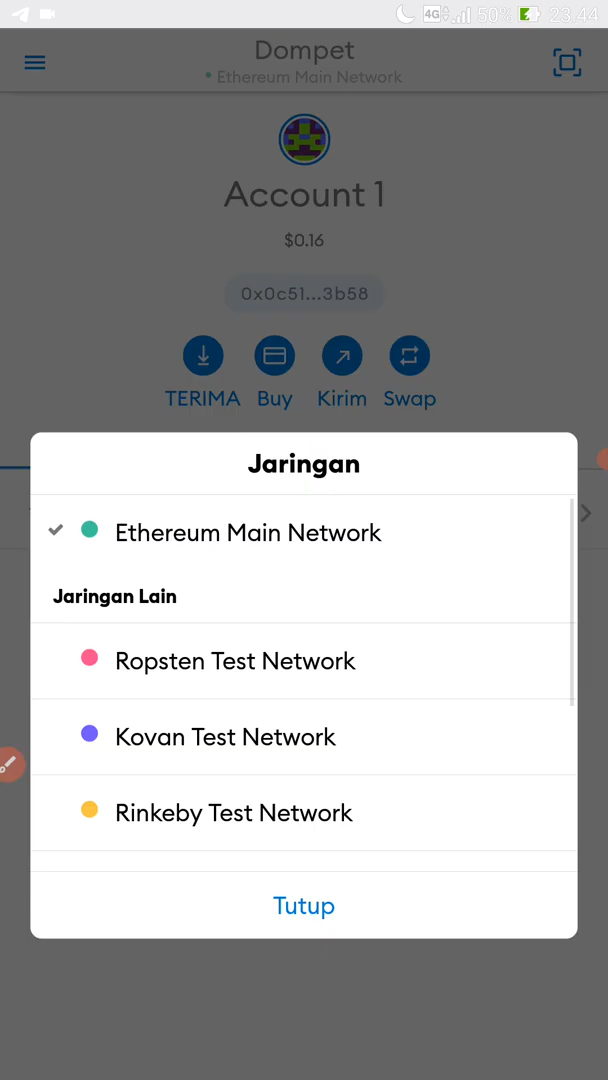 4G 50% 23.44
Dompet
Ethereum Main Network
Account 1
$0.16
0x0c51...3b58
TERIMA Buy Kirim Swap
Jaringan
Ethereum Main Network
Jaringan Lain
Ropsten Test Network
Kovan Test Network
Rinkeby Test Network
Tutup